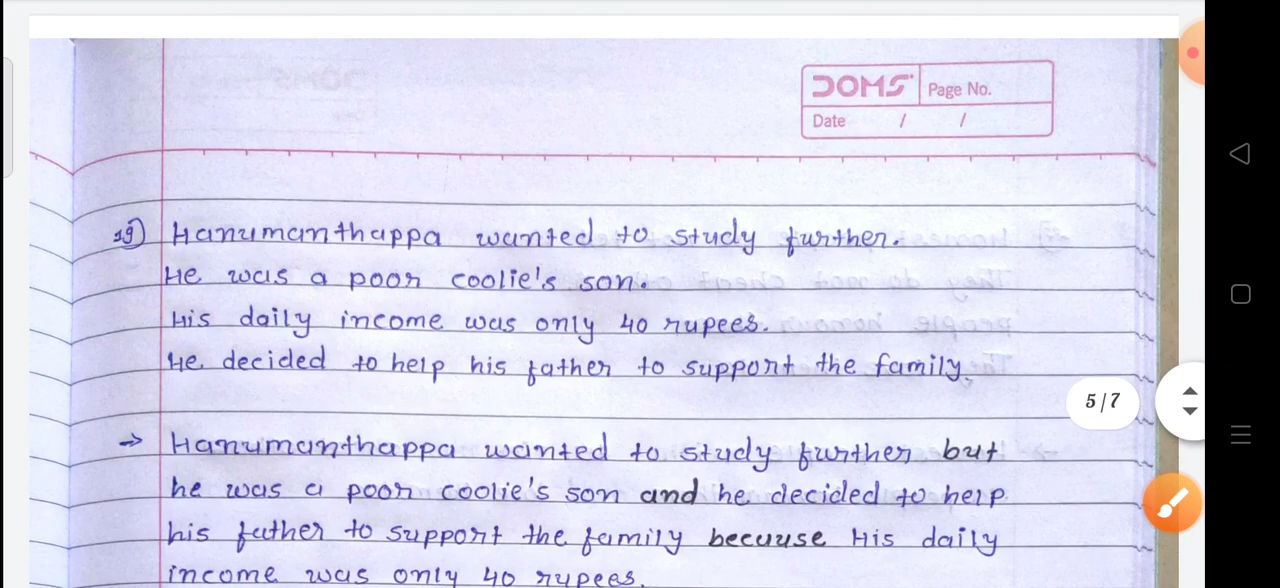 DOMS Page No.
Date / /
19) Hanumanthappa wanted to study further.
He was a poor coolie's son.
His daily income was only 40 rupees.
He decided to help his father to support the family.
→ Hanumanthappa wanted to study further but
he was a poor coolie's son and he decided to help
his father to support the family because His daily
income was only 40 rupees.
5/7